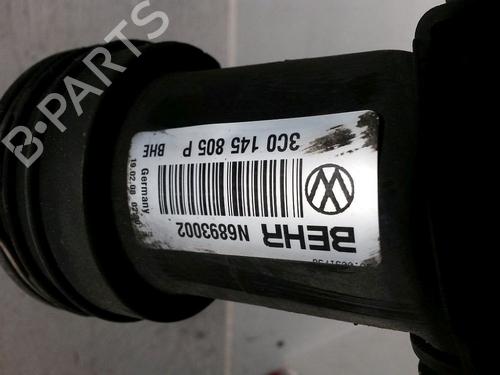 3C0 145 805 P BHE
BEHR N6893002
Germany
19.02.08
B-PARTS